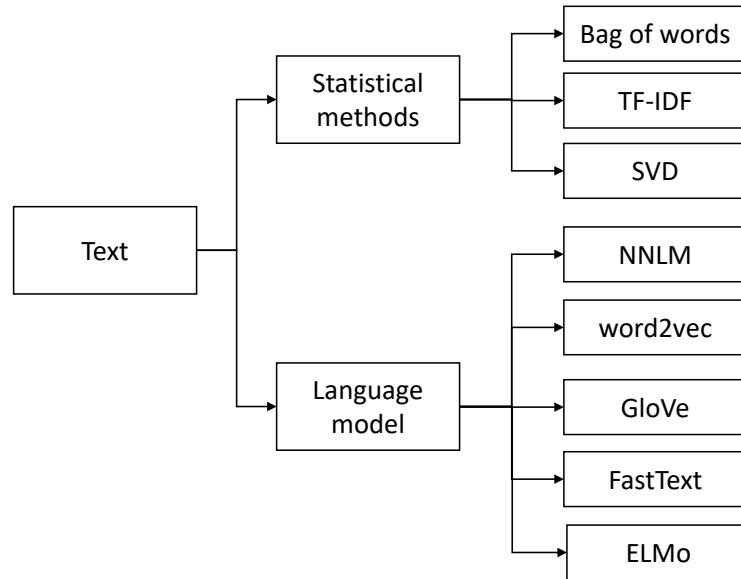 Text
Statistical
methods
Bag of words
TF-IDF
SVD
Language
model
NNLM
word2vec
GloVe
FastText
ELMo